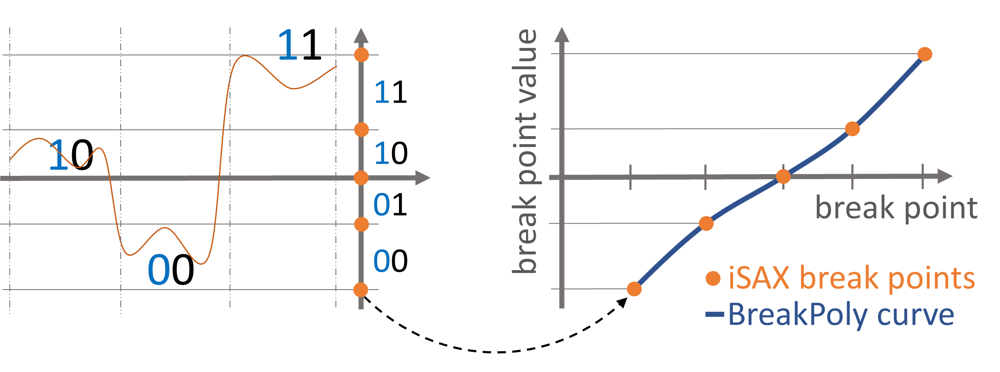 11
10
00
11
10
01
00
break point value
break point
iSAX break points
BreakPoly curve